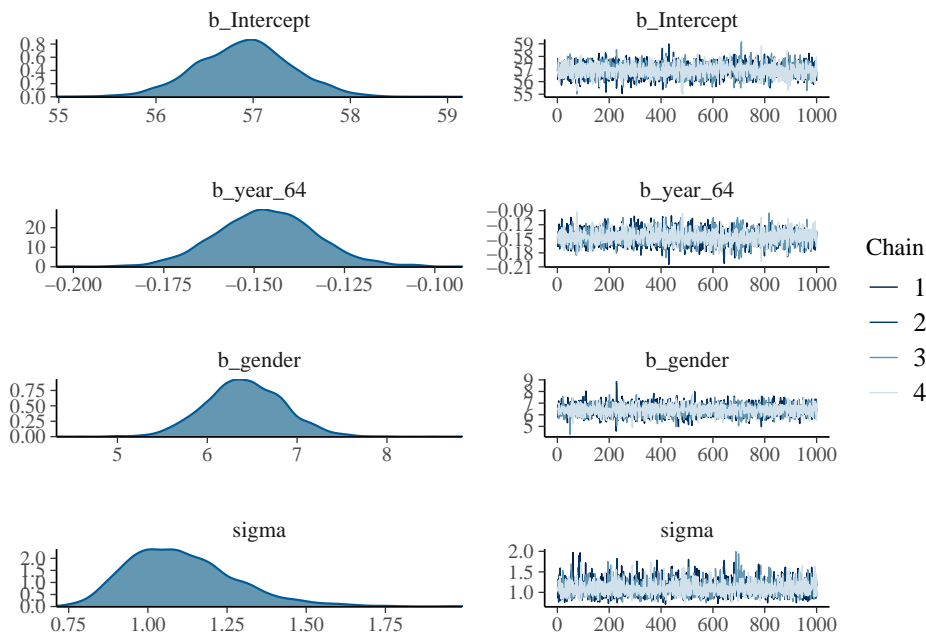 b_Intercept
0.8
0.6
0.4
0.2
0.0
55 56 57 58 59
b_Intercept
59
58
57
56
55
0 200 400 600 800 1000
b_year_64
20
10
0
−0.200 −0.175 −0.150 −0.125 −0.100
b_year_64
−0.09
−0.12
−0.15
−0.18
−0.21
0 200 400 600 800 1000
b_gender
0.75
0.50
0.25
0.00
5 6 7 8
b_gender
9
8
7
6
5
0 200 400 600 800 1000
sigma
2.0
1.5
1.0
0.5
0.0
0.75 1.00 1.25 1.50 1.75
sigma
2.0
1.5
1.0
0 200 400 600 800 1000
Chain
1
2
3
4